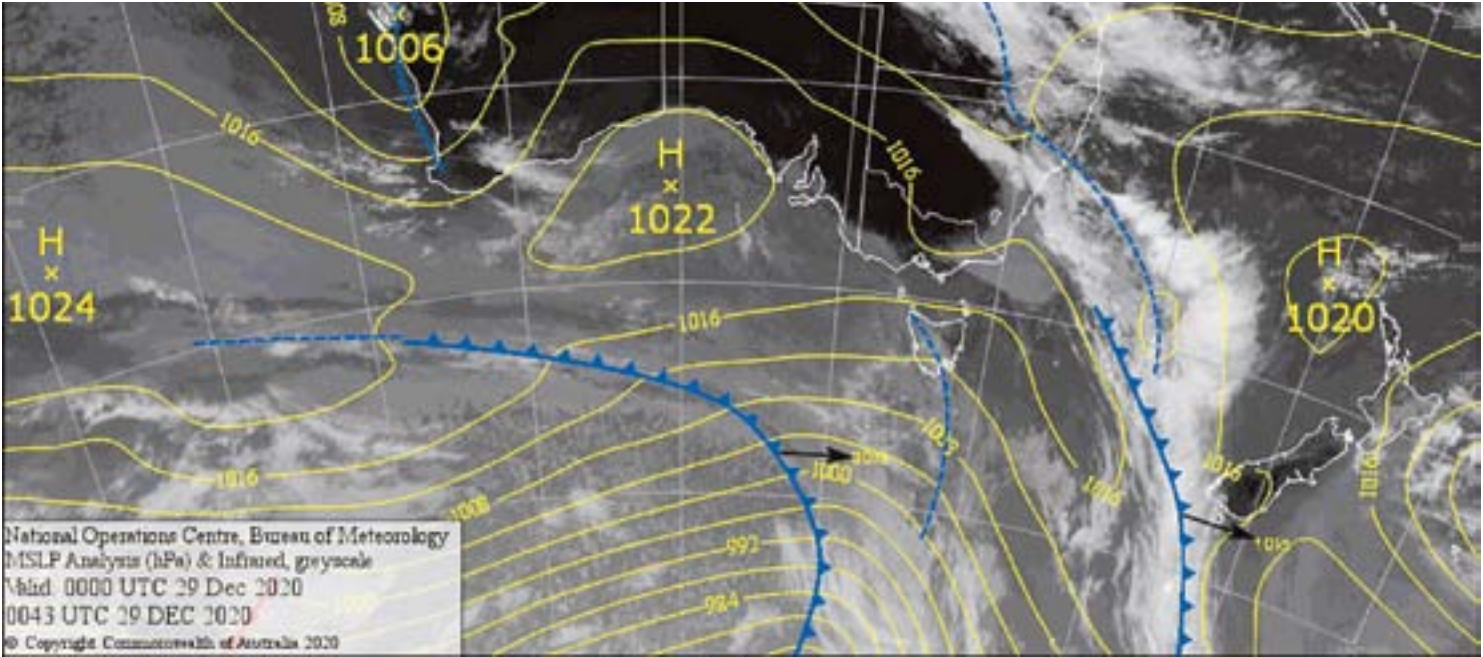 1008
1006
1016
H
1022
1016
H
1024
H
1020
1016
1016
1000
1016
1016
1016
1008
992
984
National Operations Centre, Bureau of Meteorology
MSLP Analysis (hPa) & Infrared, greyscale
Valid: 0000 UTC 29 Dec 2020
0043 UTC 29 DEC 2020
© Copyright Commonwealth of Australia 2020